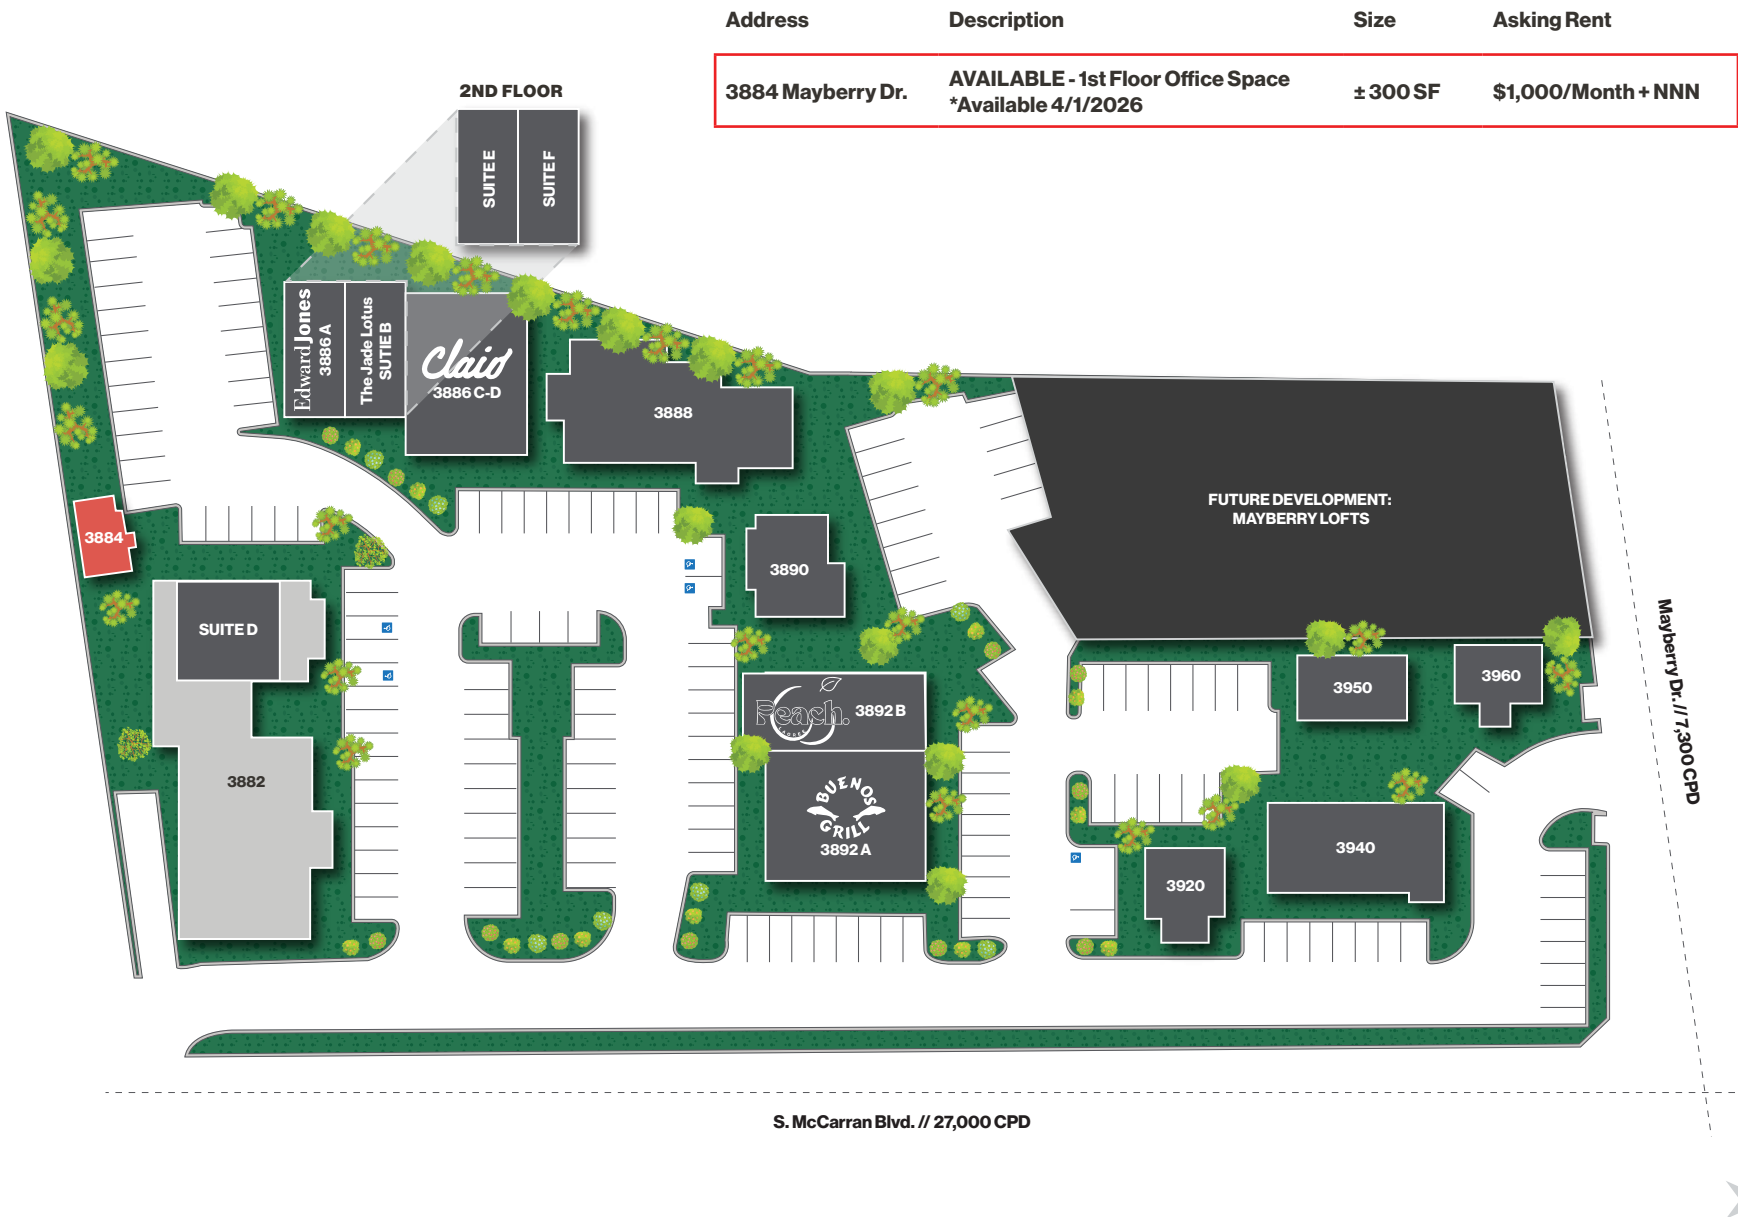 Address Description Size Asking Rent
3884 Mayberry Dr. AVAILABLE - 1st Floor Office Space ± 300 SF $1,000/Month + NNN
*Available 4/1/2026
2ND FLOOR
SUITE E
SUITE F
Edward Jones
3886 A
The Jade Lotus
SUTIE B
Claio
3886 C-D
3888
FUTURE DEVELOPMENT:
MAYBERRY LOFTS
3884
3890
SUITE D
3882
Peach.
3892 B
BUENOS
GRILL
3892 A
3950
3960
3940
3920
Mayberry Dr. // 7,300 CPD
S. McCarran Blvd. // 27,000 CPD